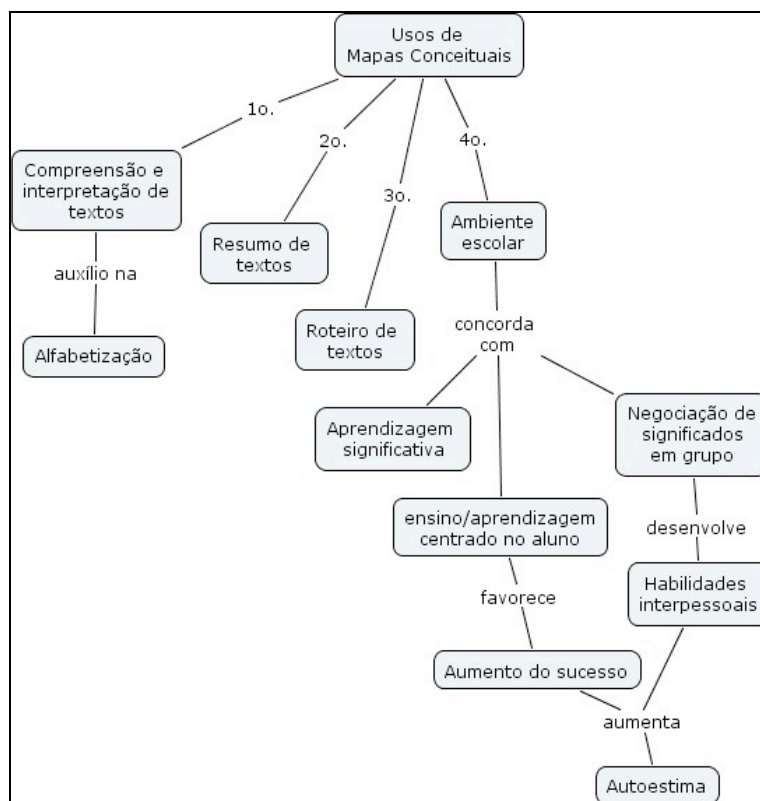 Usos de
Mapas Conceituais
1o.
2o.
3o.
4o.
Compreensão e
interpretação de
textos
Resumo de
textos
Ambiente
escolar
auxílio na
Roteiro de
textos
concorda
com
Alfabetização
Aprendizagem
significativa
Negociação de
significados
em grupo
ensino/aprendizagem
centrado no aluno
desenvolve
favorece
Habilidades
interpessoais
Aumento do sucesso
aumenta
Autoestima